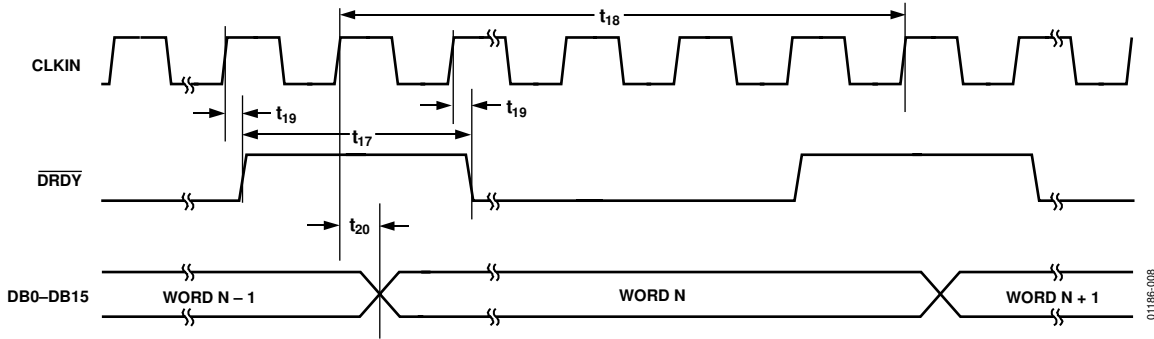 t18
CLKIN
t19
t19
t17
DRDY
t20
DB0–DB15
WORD N – 1
WORD N
WORD N + 1
01186-008